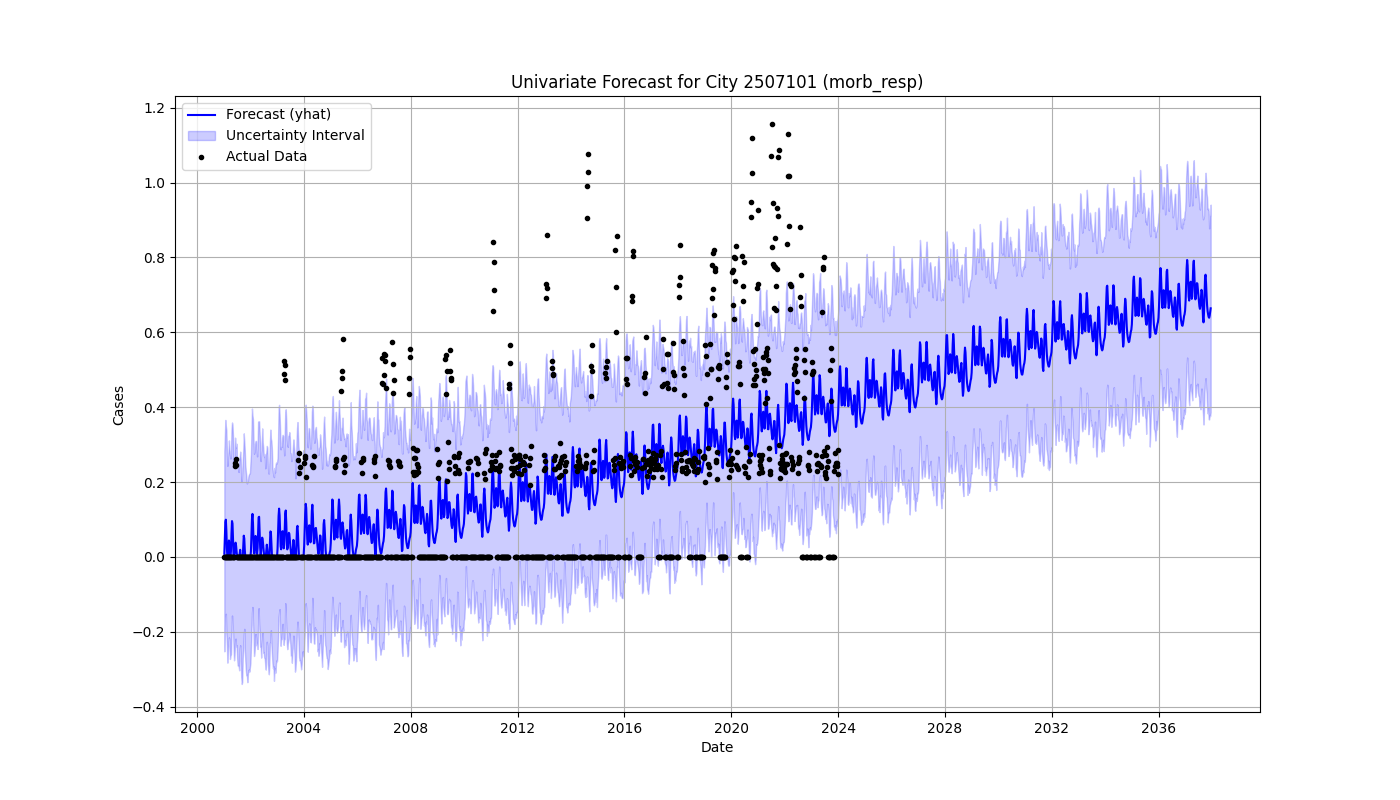 Univariate Forecast for City 2507101 (morb_resp)
Forecast (yhat)
Uncertainty Interval
Actual Data
1.2
1.0
0.8
0.6
0.4
0.2
0.0
−0.2
−0.4
Cases
2000 2004 2008 2012 2016 2020 2024 2028 2032 2036
Date